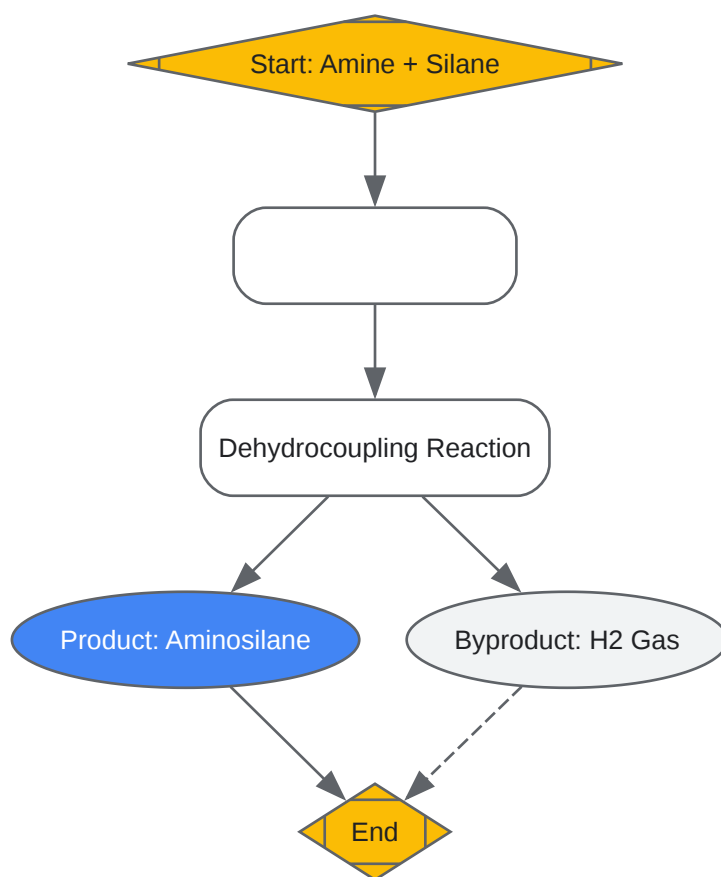 Start: Amine + Silane
Dehydrocoupling Reaction
Product: Aminosilane
Byproduct: H2 Gas
End